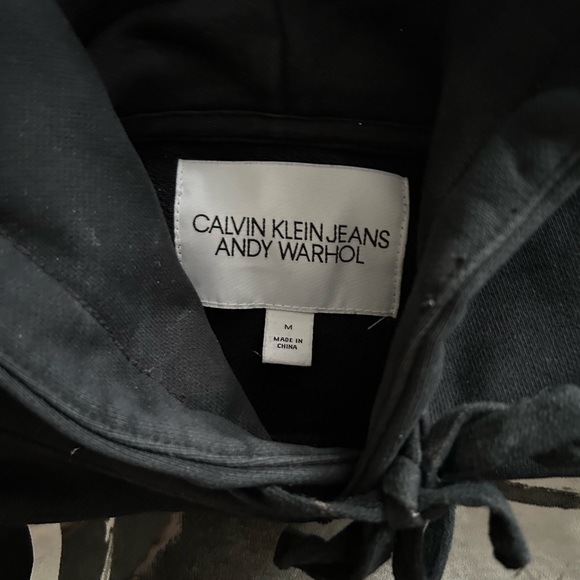 CALVIN KLEIN JEANS
ANDY WARHOL
M
MADE IN
CHINA